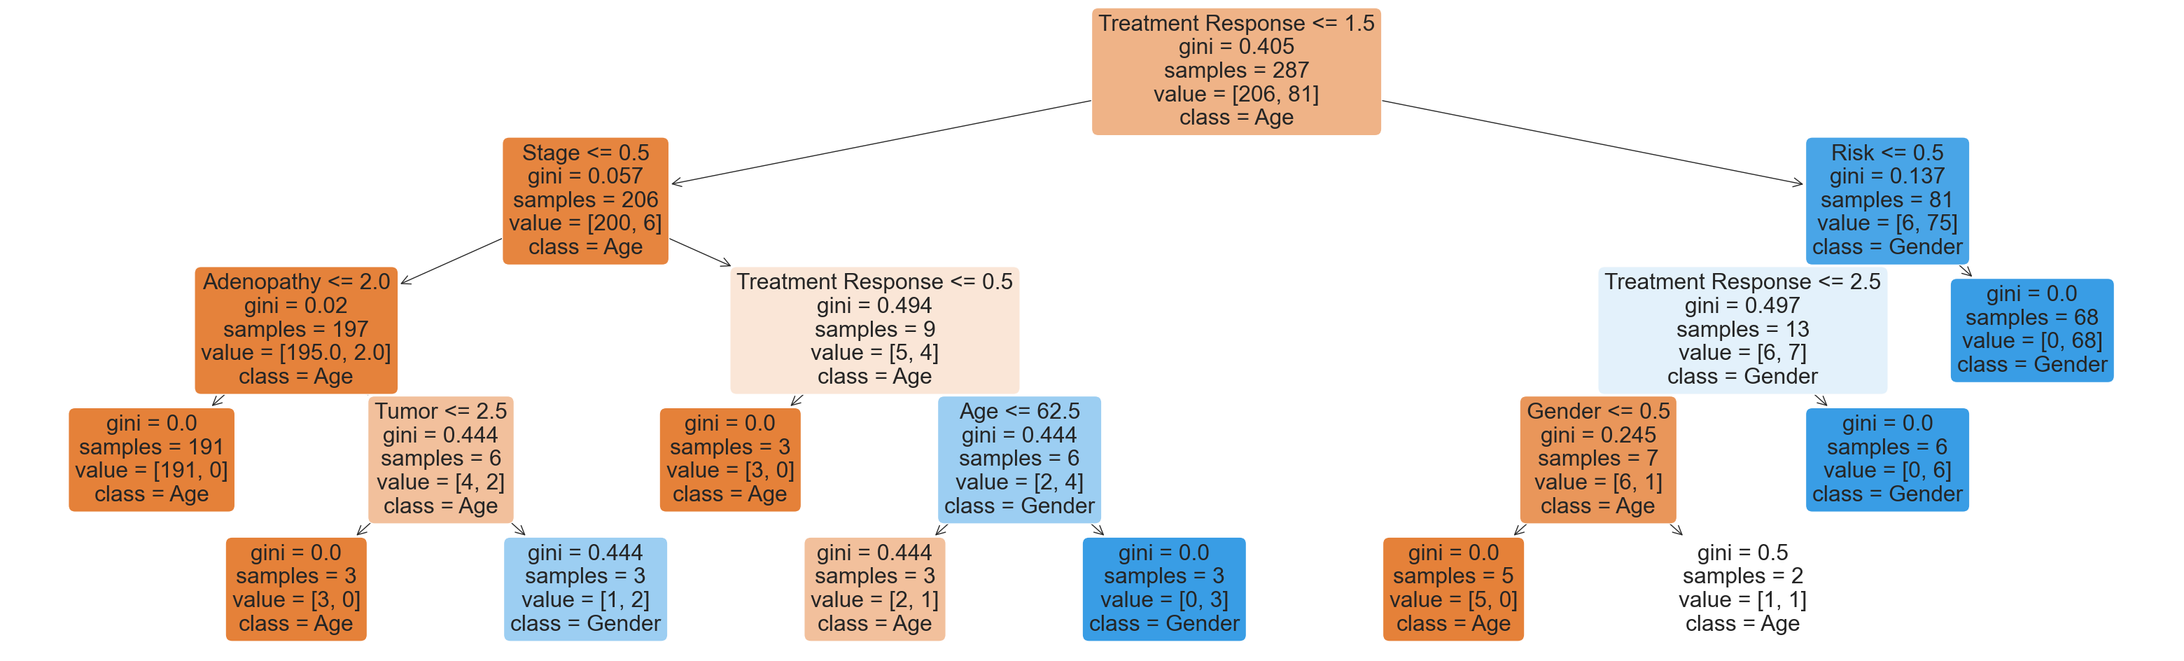 Treatment Response <= 1.5
gini = 0.405
samples = 287
value = [206, 81]
class = Age
Stage <= 0.5
gini = 0.057
samples = 206
value = [200, 6]
class = Age
Risk <= 0.5
gini = 0.137
samples = 81
value = [6, 75]
class = Gender
Adenopathy <= 2.0
gini = 0.02
samples = 197
value = [195.0, 2.0]
class = Age
Treatment Response <= 0.5
gini = 0.494
samples = 9
value = [5, 4]
class = Age
Treatment Response <= 2.5
gini = 0.497
samples = 13
value = [6, 7]
class = Gender
gini = 0.0
samples = 68
value = [0, 68]
class = Gender
gini = 0.0
samples = 191
value = [191, 0]
class = Age
Tumor <= 2.5
gini = 0.444
samples = 6
value = [4, 2]
class = Age
gini = 0.0
samples = 3
value = [3, 0]
class = Age
Age <= 62.5
gini = 0.444
samples = 6
value = [2, 4]
class = Gender
Gender <= 0.5
gini = 0.245
samples = 7
value = [6, 1]
class = Age
gini = 0.0
samples = 6
value = [0, 6]
class = Gender
gini = 0.0
samples = 3
value = [3, 0]
class = Age
gini = 0.444
samples = 3
value = [1, 2]
class = Gender
gini = 0.444
samples = 3
value = [2, 1]
class = Age
gini = 0.0
samples = 3
value = [0, 3]
class = Gender
gini = 0.0
samples = 5
value = [5, 0]
class = Age
gini = 0.5
samples = 2
value = [1, 1]
class = Age